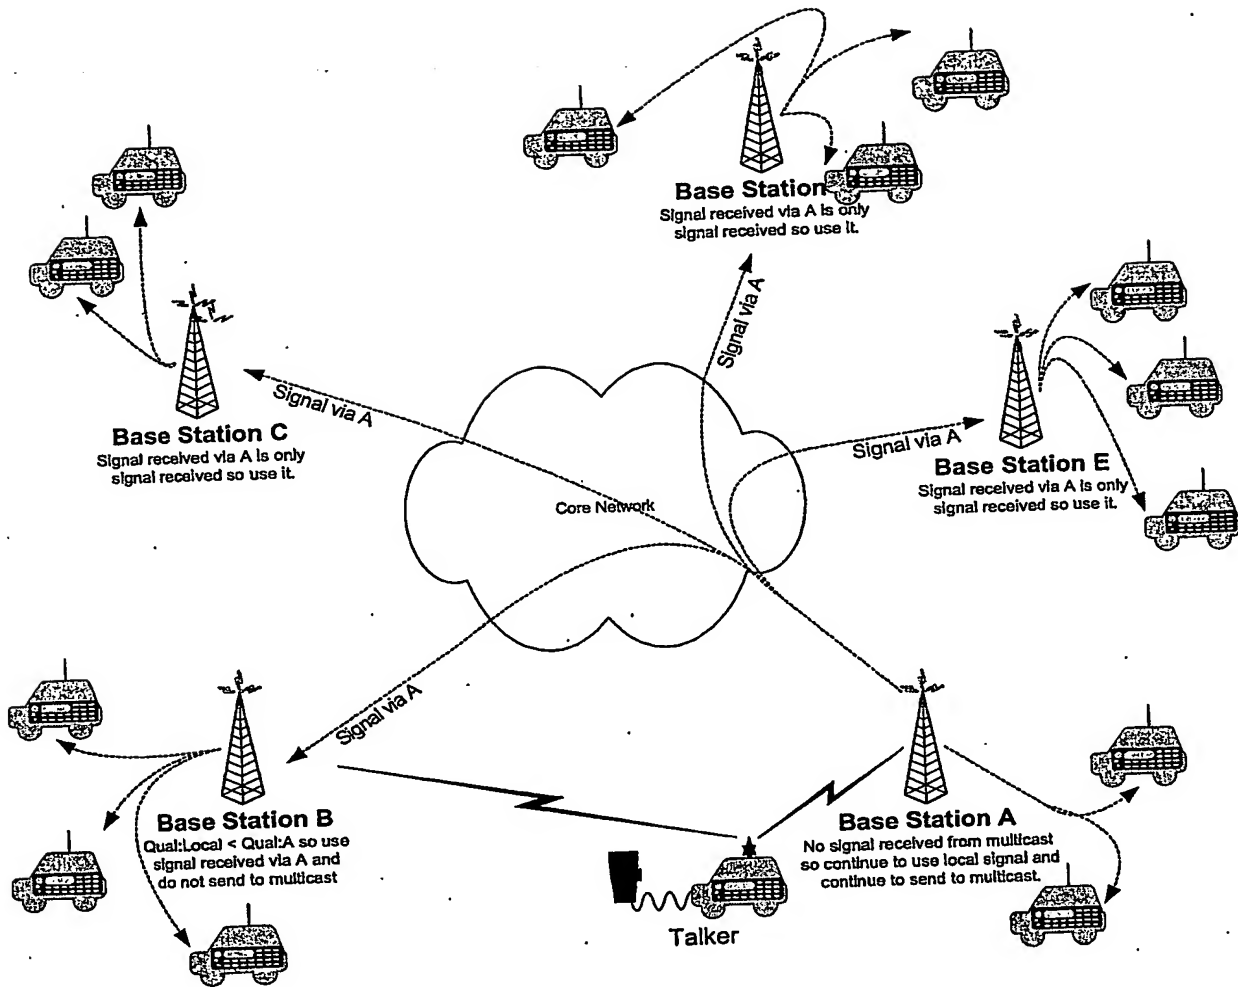 Base Station
Signal received via A is only
signal received so use it.
Signal via A
Signal via A
Base Station C
Signal received via A is only
signal received so use it.
Signal via A
Base Station E
Signal received via A is only
signal received so use it.
Core Network
Signal via A
Base Station B
Qual:Local < Qual:A so use
signal received via A and
do not send to multicast
Base Station A
No signal received from multicast
so continue to use local signal and
continue to send to multicast.
Talker